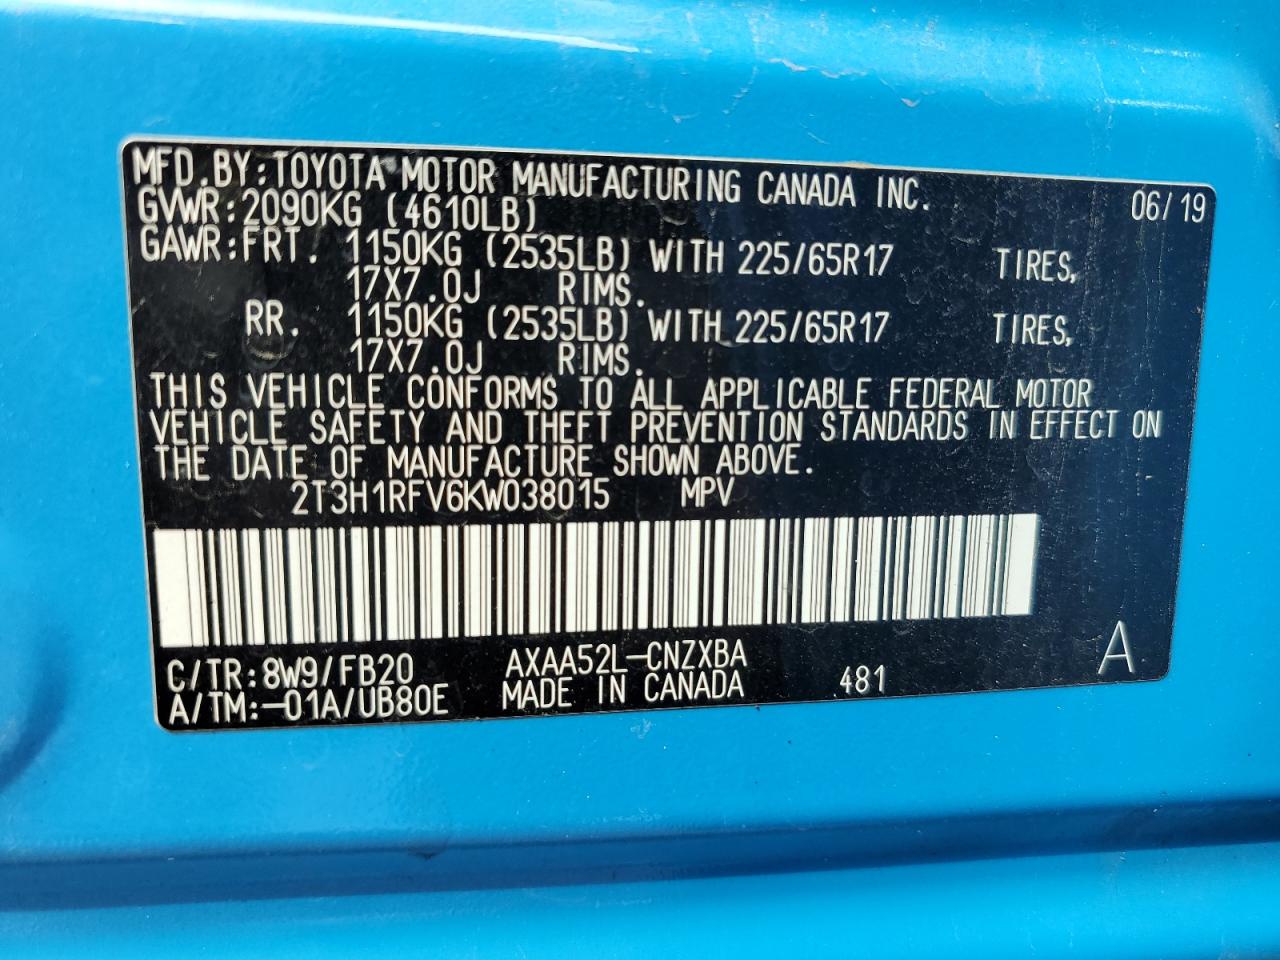 MFD.BY:TOYOTA MOTOR MANUFACTURING CANADA INC. 06/19
GVWR:2090KG (4610LB)
GAWR:FRT. 1150KG (2535LB) WITH 225/65R17 TIRES,
17X7.0J RIMS.
RR. 1150KG (2535LB) WITH 225/65R17 TIRES,
17X7.0J RIMS.
THIS VEHICLE CONFORMS TO ALL APPLICABLE FEDERAL MOTOR
VEHICLE SAFETY AND THEFT PREVENTION STANDARDS IN EFFECT ON
THE DATE OF MANUFACTURE SHOWN ABOVE.
2T3H1RFV6KW038015 MPV
C/TR:8W9/FB20 AXAA52L-CNZXBA A
A/TM:-01A/UB80E MADE IN CANADA 481